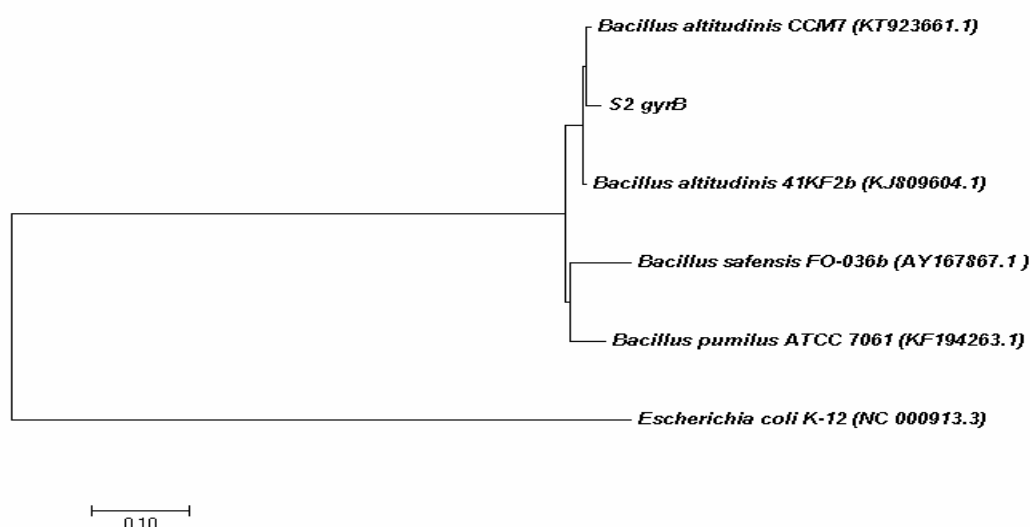 Bacillus altitudinis CCM7 (KT923661.1)
S2 gyrB
Bacillus altitudinis 41KF2b (KJ809604.1)
Bacillus safensis FO-036b (AY167867.1 )
Bacillus pumilus ATCC 7061 (KF194263.1)
Escherichia coli K-12 (NC 000913.3)
0.10